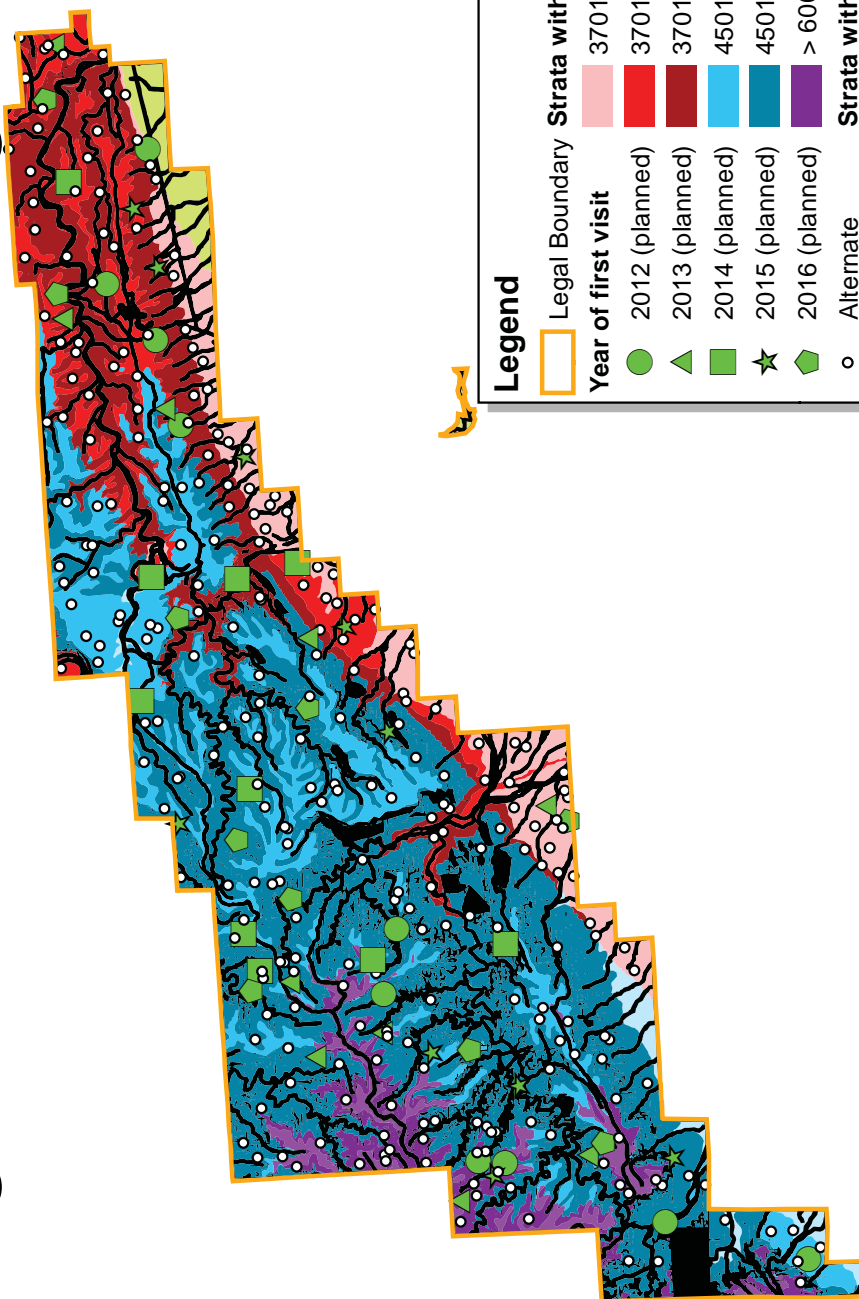 Legend
Legal Boundary
Year of first visit
2012 (planned)
2013 (planned)
2014 (planned)
2015 (planned)
2016 (planned)
Alternate
Strata with
3701
3701
3701
4501
4501
> 600
Strata with